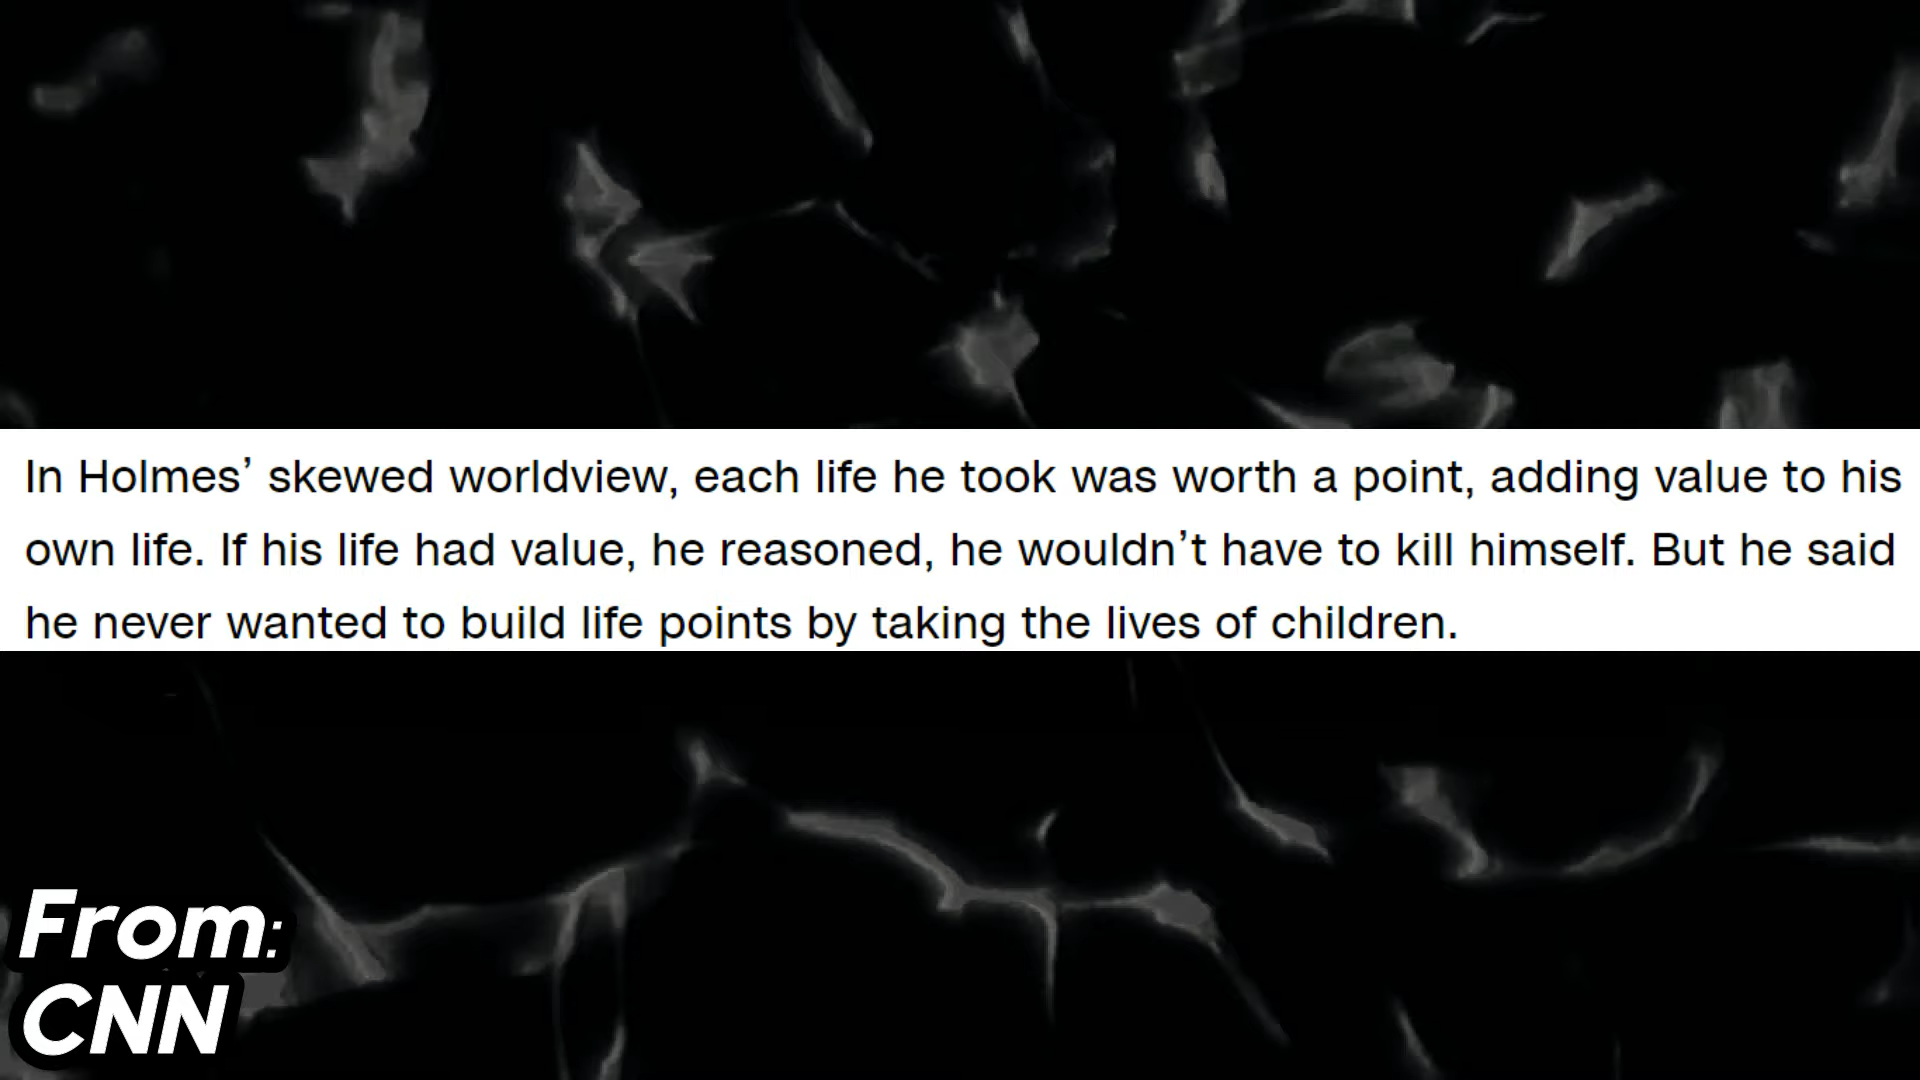 In Holmes’ skewed worldview, each life he took was worth a point, adding value to his
own life. If his life had value, he reasoned, he wouldn’t have to kill himself. But he said
he never wanted to build life points by taking the lives of children.
From:
CNN